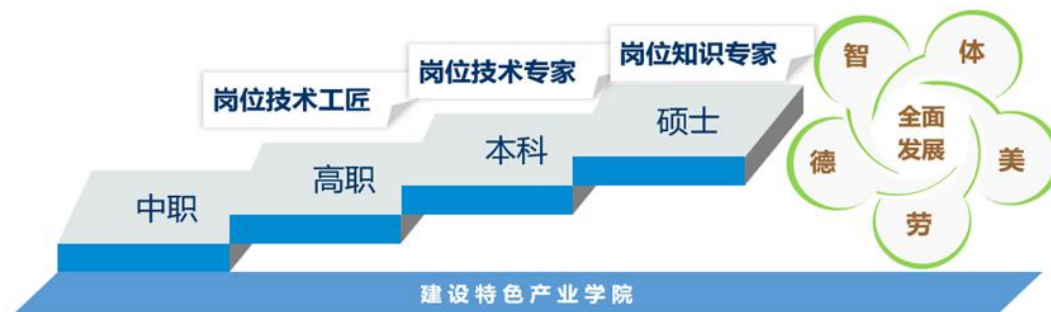 岗位技术工匠
岗位技术专家
岗位知识专家
中职
高职
本科
硕士
智
体
德
全面
发展
美
劳
建设特色产业学院